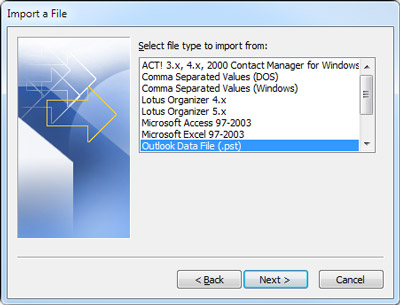 Import a File
Select file type to import from:
ACT! 3.x, 4.x, 2000 Contact Manager for Windows
Comma Separated Values (DOS)
Comma Separated Values (Windows)
Lotus Organizer 4.x
Lotus Organizer 5.x
Microsoft Access 97-2003
Microsoft Excel 97-2003
Outlook Data File (.pst)
< Back Next > Cancel